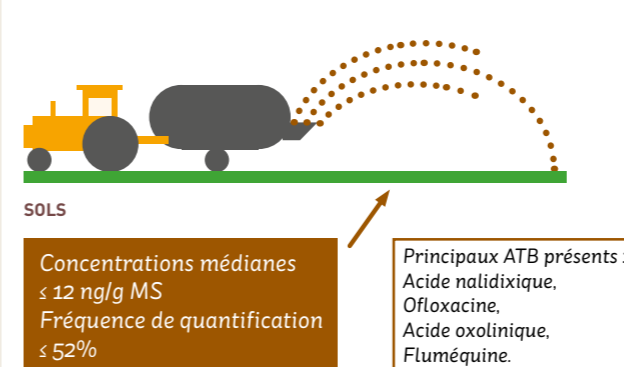 SOLS
Concentrations médianes
≤ 12 ng/g MS
Fréquence de quantification
≤ 52%
Principaux ATB présents :
Acide nalidixique,
Ofloxacine,
Acide oxolinique,
Fluméquine.